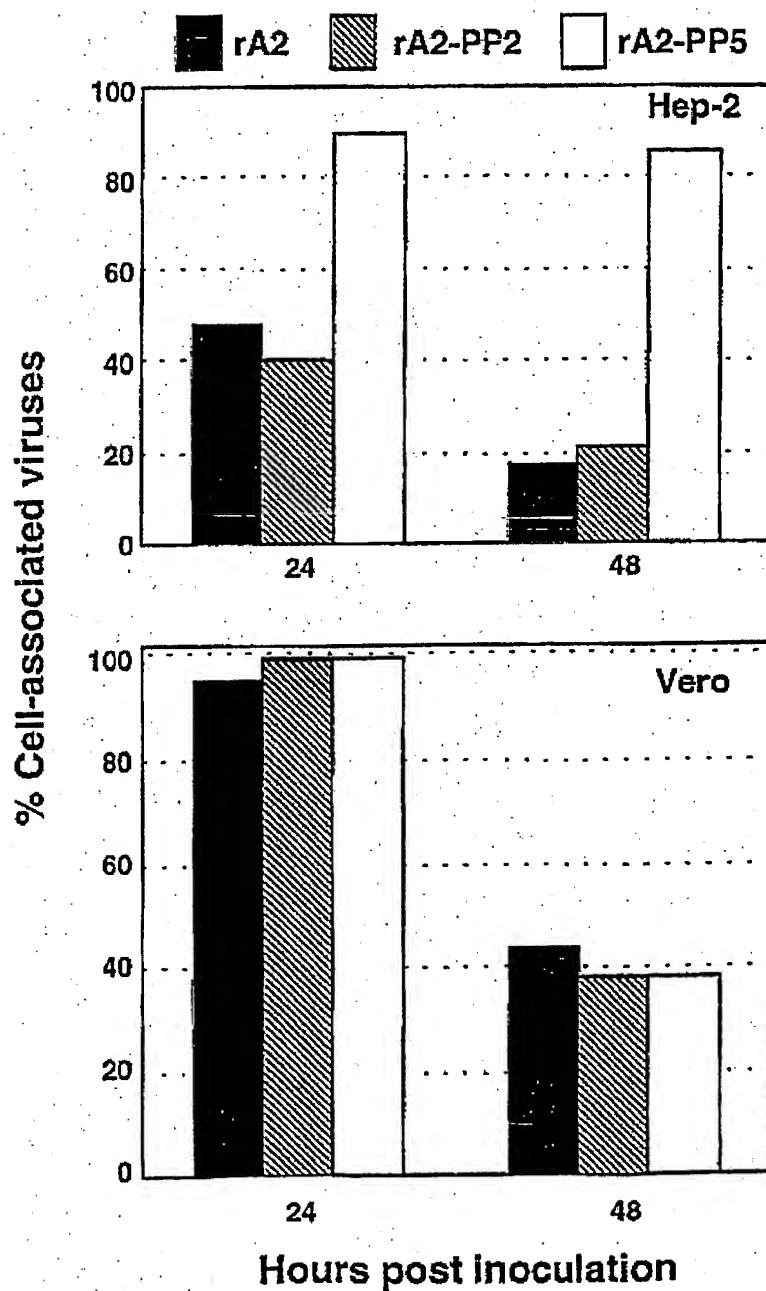 rA2 rA2-PP2 rA2-PP5
Hep-2
100
80
60
40
20
0
24 48
% Cell-associated viruses
Vero
100
80
60
40
20
0
24 48
Hours post inoculation